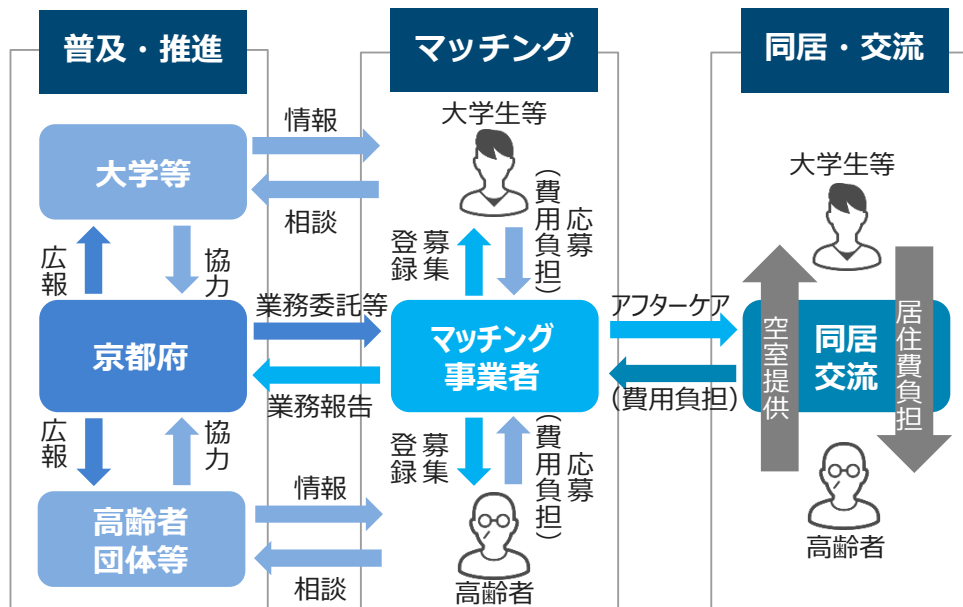 普及・推進
マッチング
同居・交流
大学等
情報
相談
大学生等
広報
協力
募集
登録
応募
(費用負担)
京都府
業務委託等
業務報告
マッチング
事業者
アフターケア
(費用負担)
大学生等
空室提供
同居
交流
居住費負担
高齢者
広報
協力
募集
登録
応募
(費用負担)
高齢者
団体等
情報
相談
高齢者